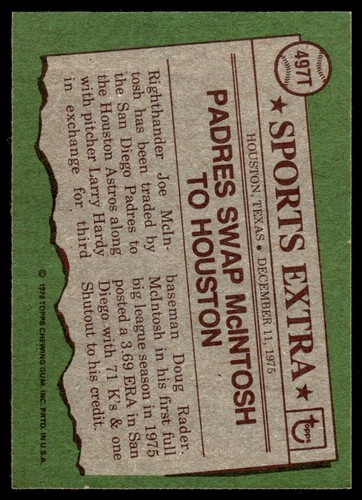 497T
★ SPORTS EXTRA ★
topps
HOUSTON, TEXAS • DECEMBER 11, 1975
PADRES SWAP McINTOSH
TO HOUSTON
Righthander Joe McIn-
tosh has been traded by
the San Diego Padres to
the Houston Astros along
with pitcher Larry Hardy
in exchange for third
baseman Doug Rader.
McIntosh in his first full
big league season in 1975
posted a 3.69 ERA in San
Diego with 71 K's & one
Shutout to his credit.
© 1976 TOPPS CHEWING GUM, INC. PRTD. IN U.S.A.